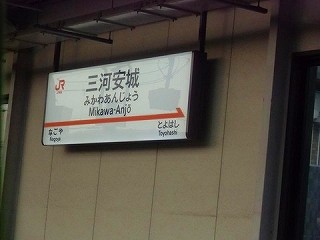 JR
三河安城
みかわあんじょう
Mikawa-Anjō
なごや とよはし
Nagoya Toyohashi